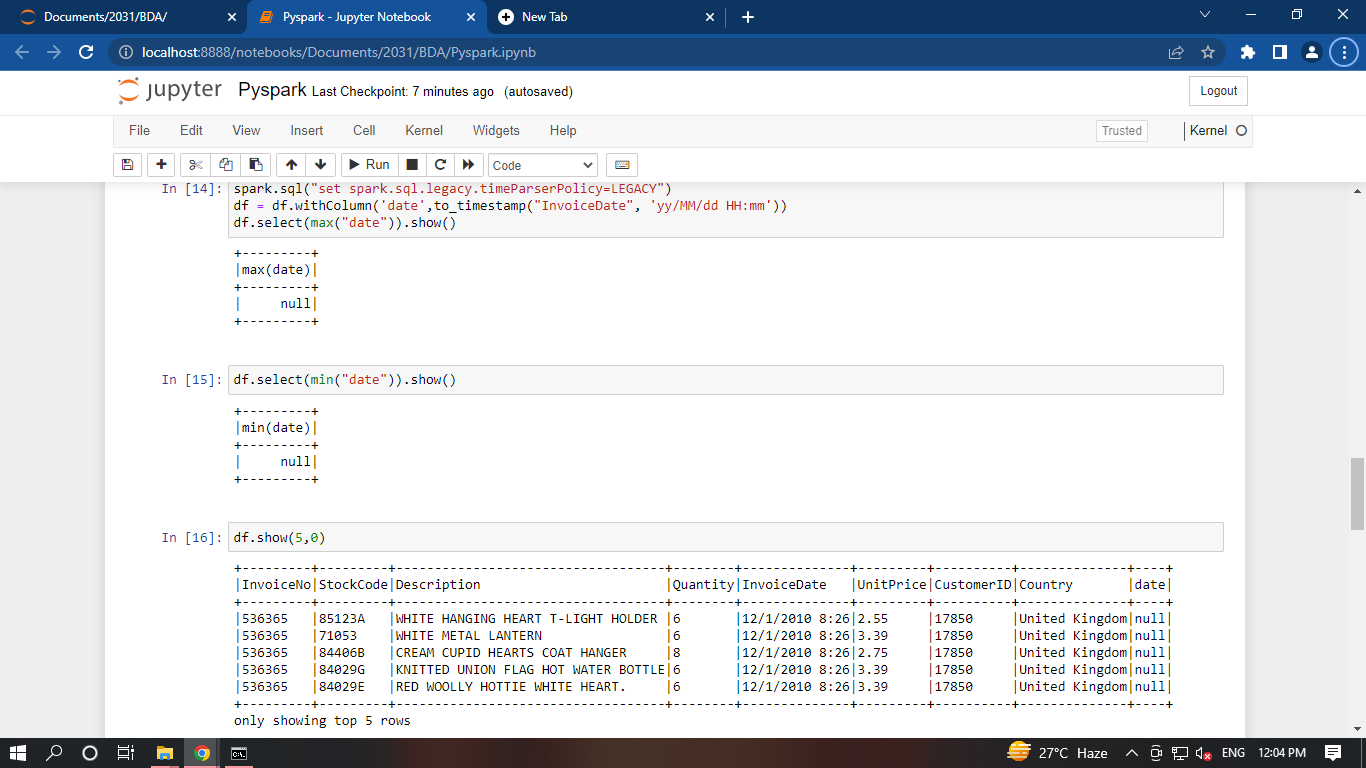 Documents/2031/BDA/
Pyspark - Jupyter Notebook
New Tab
localhost:8888/notebooks/Documents/2031/BDA/Pyspark.ipynb
jupyter Pyspark Last Checkpoint: 7 minutes ago (autosaved)
Logout
File Edit View Insert Cell Kernel Widgets Help
Trusted
Kernel
Run
Code
In [14]: spark.sql("set spark.sql.legacy.timeParserPolicy=LEGACY")
df = df.withColumn('date',to_timestamp("InvoiceDate", 'yy/MM/dd HH:mm'))
df.select(max("date")).show()
+---------+
|max(date)|
+---------+
|     null|
+---------+
In [15]: df.select(min("date")).show()
+---------+
|min(date)|
+---------+
|     null|
+---------+
In [16]: df.show(5,0)
+---------+---------+-----------------------------------+--------+--------------+---------+----------+--------------+----+
|InvoiceNo|StockCode|Description                        |Quantity|InvoiceDate   |UnitPrice|CustomerID|Country       |date|
+---------+---------+-----------------------------------+--------+--------------+---------+----------+--------------+----+
|536365   |85123A   |WHITE HANGING HEART T-LIGHT HOLDER |6       |12/1/2010 8:26|2.55     |17850     |United Kingdom|null|
|536365   |71053    |WHITE METAL LANTERN                |6       |12/1/2010 8:26|3.39     |17850     |United Kingdom|null|
|536365   |84406B   |CREAM CUPID HEARTS COAT HANGER     |8       |12/1/2010 8:26|2.75     |17850     |United Kingdom|null|
|536365   |84029G   |KNITTED UNION FLAG HOT WATER BOTTLE|6       |12/1/2010 8:26|3.39     |17850     |United Kingdom|null|
|536365   |84029E   |RED WOOLLY HOTTIE WHITE HEART.     |6       |12/1/2010 8:26|3.39     |17850     |United Kingdom|null|
+---------+---------+-----------------------------------+--------+--------------+---------+----------+--------------+----+
only showing top 5 rows
27°C Haze
ENG
12:04 PM